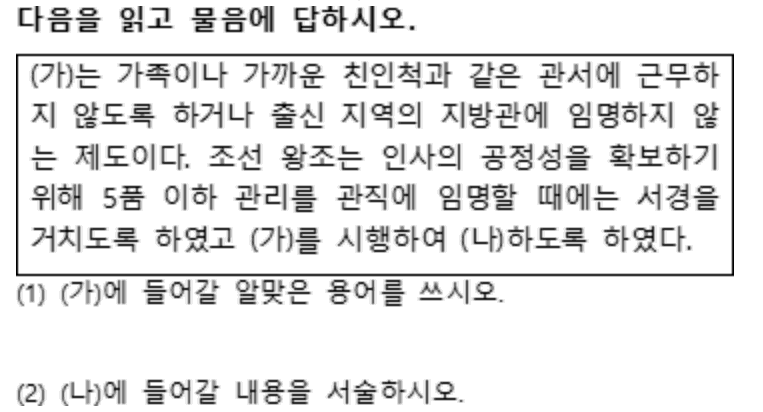 다음을 읽고 물음에 답하시오.
(가)는 가족이나 가까운 친인척과 같은 관서에 근무하
지 않도록 하거나 출신 지역의 지방관에 임명하지 않
는 제도이다. 조선 왕조는 인사의 공정성을 확보하기
위해 5품 이하 관리를 관직에 임명할 때에는 서경을
거치도록 하였고 (가)를 시행하여 (나)하도록 하였다.
(1) (가)에 들어갈 알맞은 용어를 쓰시오.
(2) (나)에 들어갈 내용을 서술하시오.